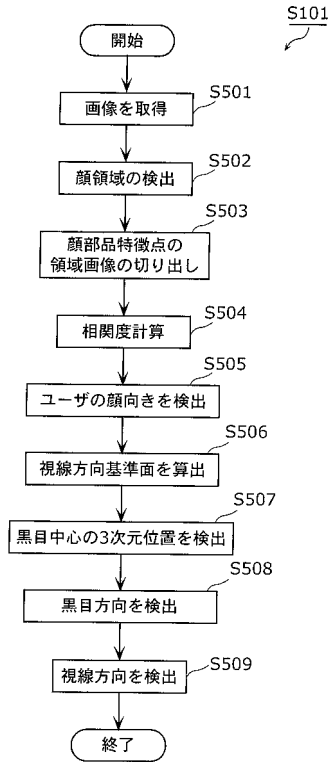 S101
開始
S501
画像を取得
S502
顔領域の検出
S503
顔部品特徴点の
領域画像の切り出し
S504
相関度計算
S505
ユーザの顔向きを検出
S506
視線方向基準面を算出
S507
黒目中心の3次元位置を検出
S508
黒目方向を検出
S509
視線方向を検出
終了